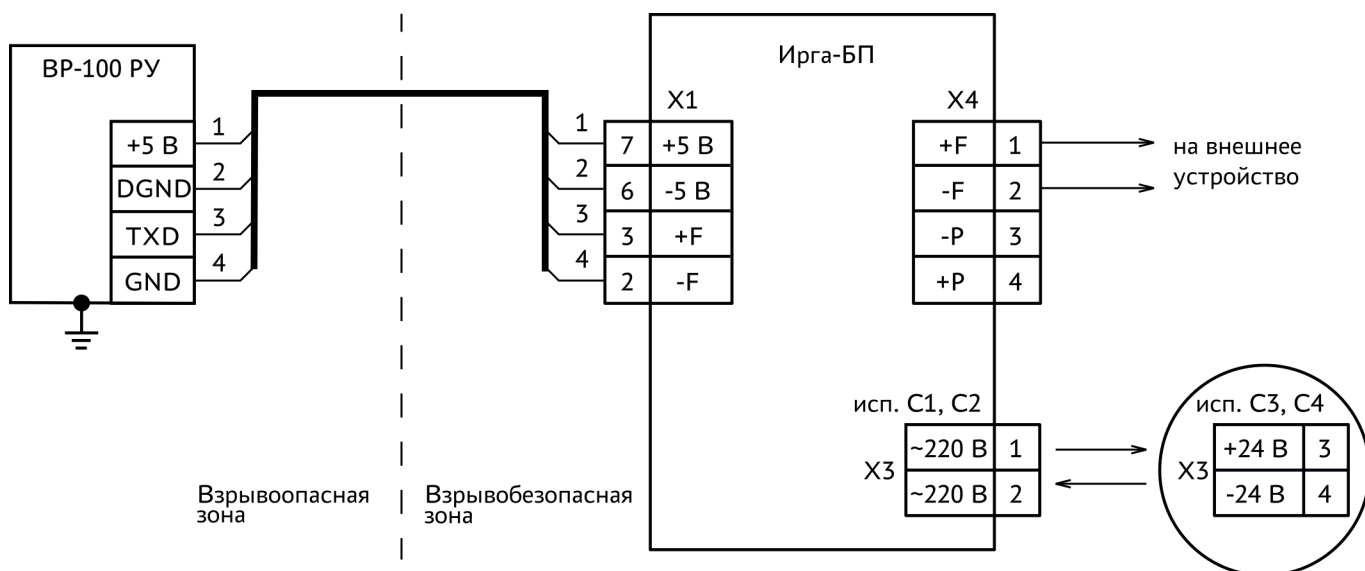 ВР-100 РУ
+5 В
DGND
TXD
GND
1
2
3
4
Взрывоопасная
зона
Взрывобезопасная
зона
Ирга-БП
X1
1
2
3
4
7 +5 В
6 -5 В
3 +F
2 -F
X4
+F 1
-F 2
-P 3
+P 4
на внешнее
устройство
исп. С1, С2
X3
~220 В 1
~220 В 2
исп. С3, С4
X3
+24 В 3
-24 В 4